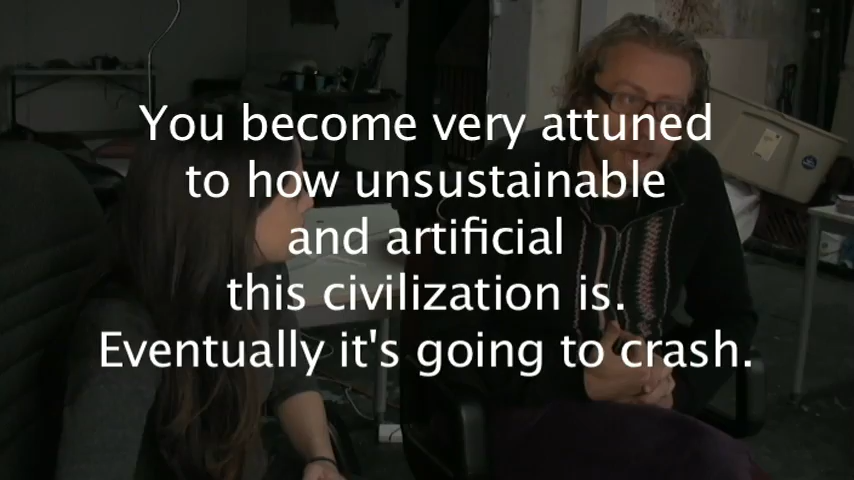 You become very attuned
to how unsustainable
and artificial
this civilization is.
Eventually it's going to crash.